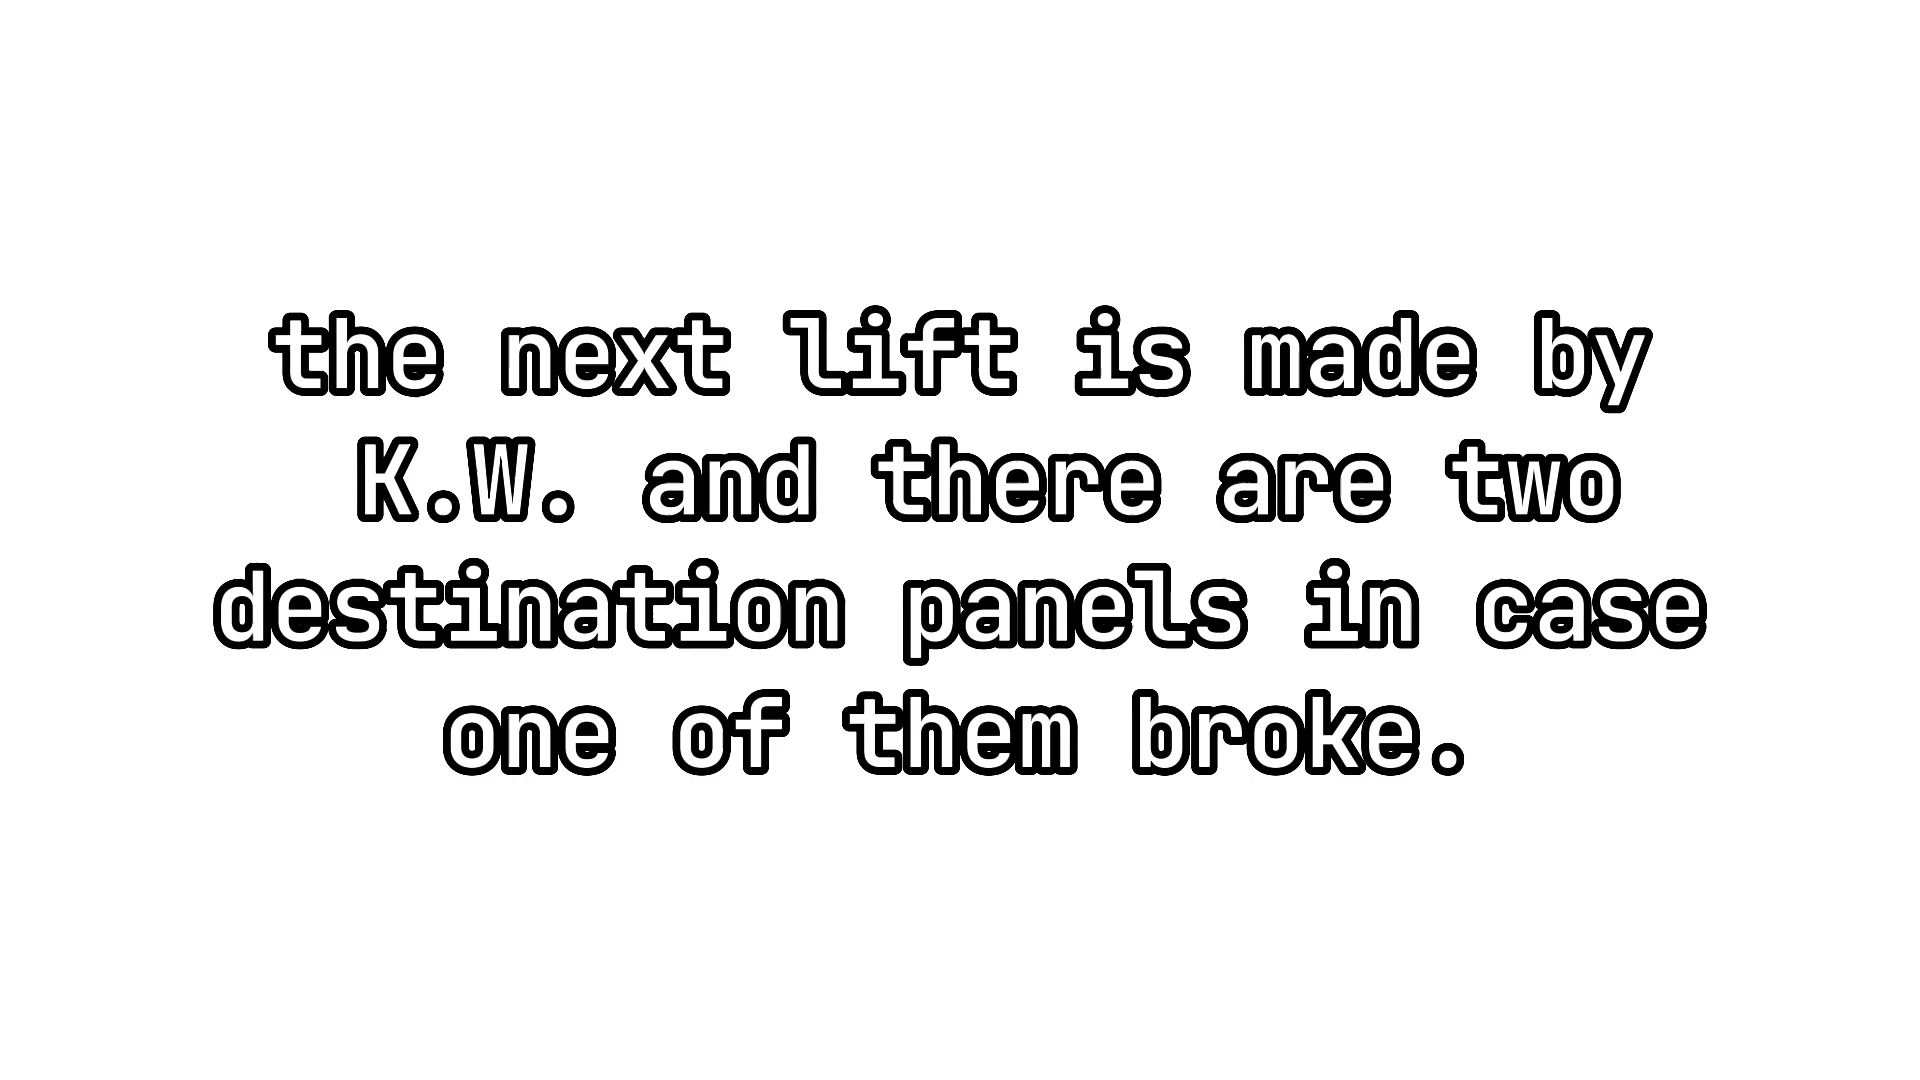 the next lift is made by
K.W. and there are two
destination panels in case
one of them broke.